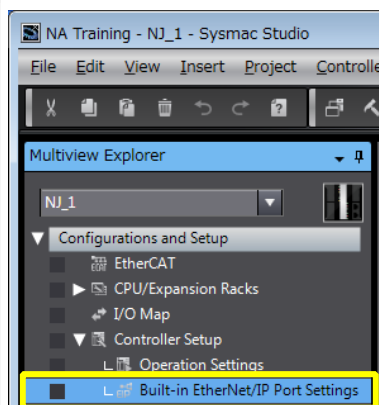 NA Training - NJ_1 - Sysmac Studio
File Edit View Insert Project Controlle
Multiview Explorer
NJ_1
Configurations and Setup
EtherCAT
CPU/Expansion Racks
I/O Map
Controller Setup
Operation Settings
Built-in EtherNet/IP Port Settings